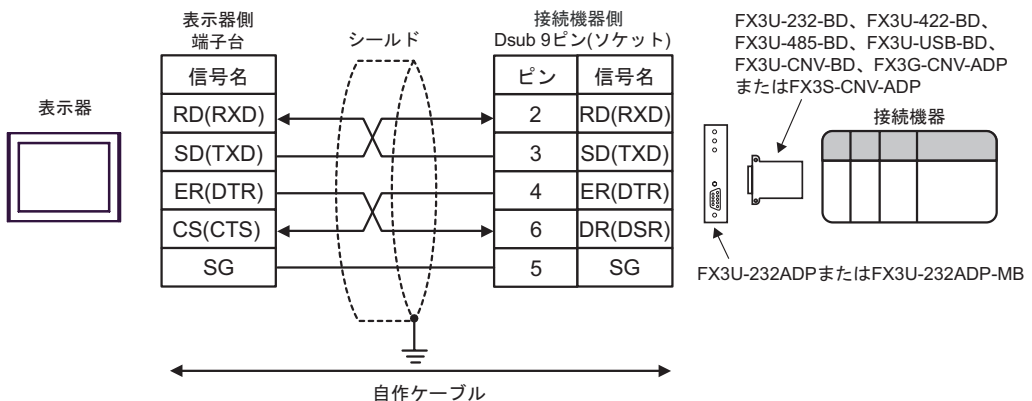 表示器
表示器側
端子台
シールド
接続機器側
Dsub 9ピン(ソケット)
信号名
ピン
信号名
RD(RXD)
2
RD(RXD)
SD(TXD)
3
SD(TXD)
ER(DTR)
4
ER(DTR)
CS(CTS)
6
DR(DSR)
SG
5
SG
自作ケーブル
FX3U-232-BD、FX3U-422-BD、
FX3U-485-BD、FX3U-USB-BD、
FX3U-CNV-BD、FX3G-CNV-ADP
またはFX3S-CNV-ADP
接続機器
FX3U-232ADPまたはFX3U-232ADP-MB